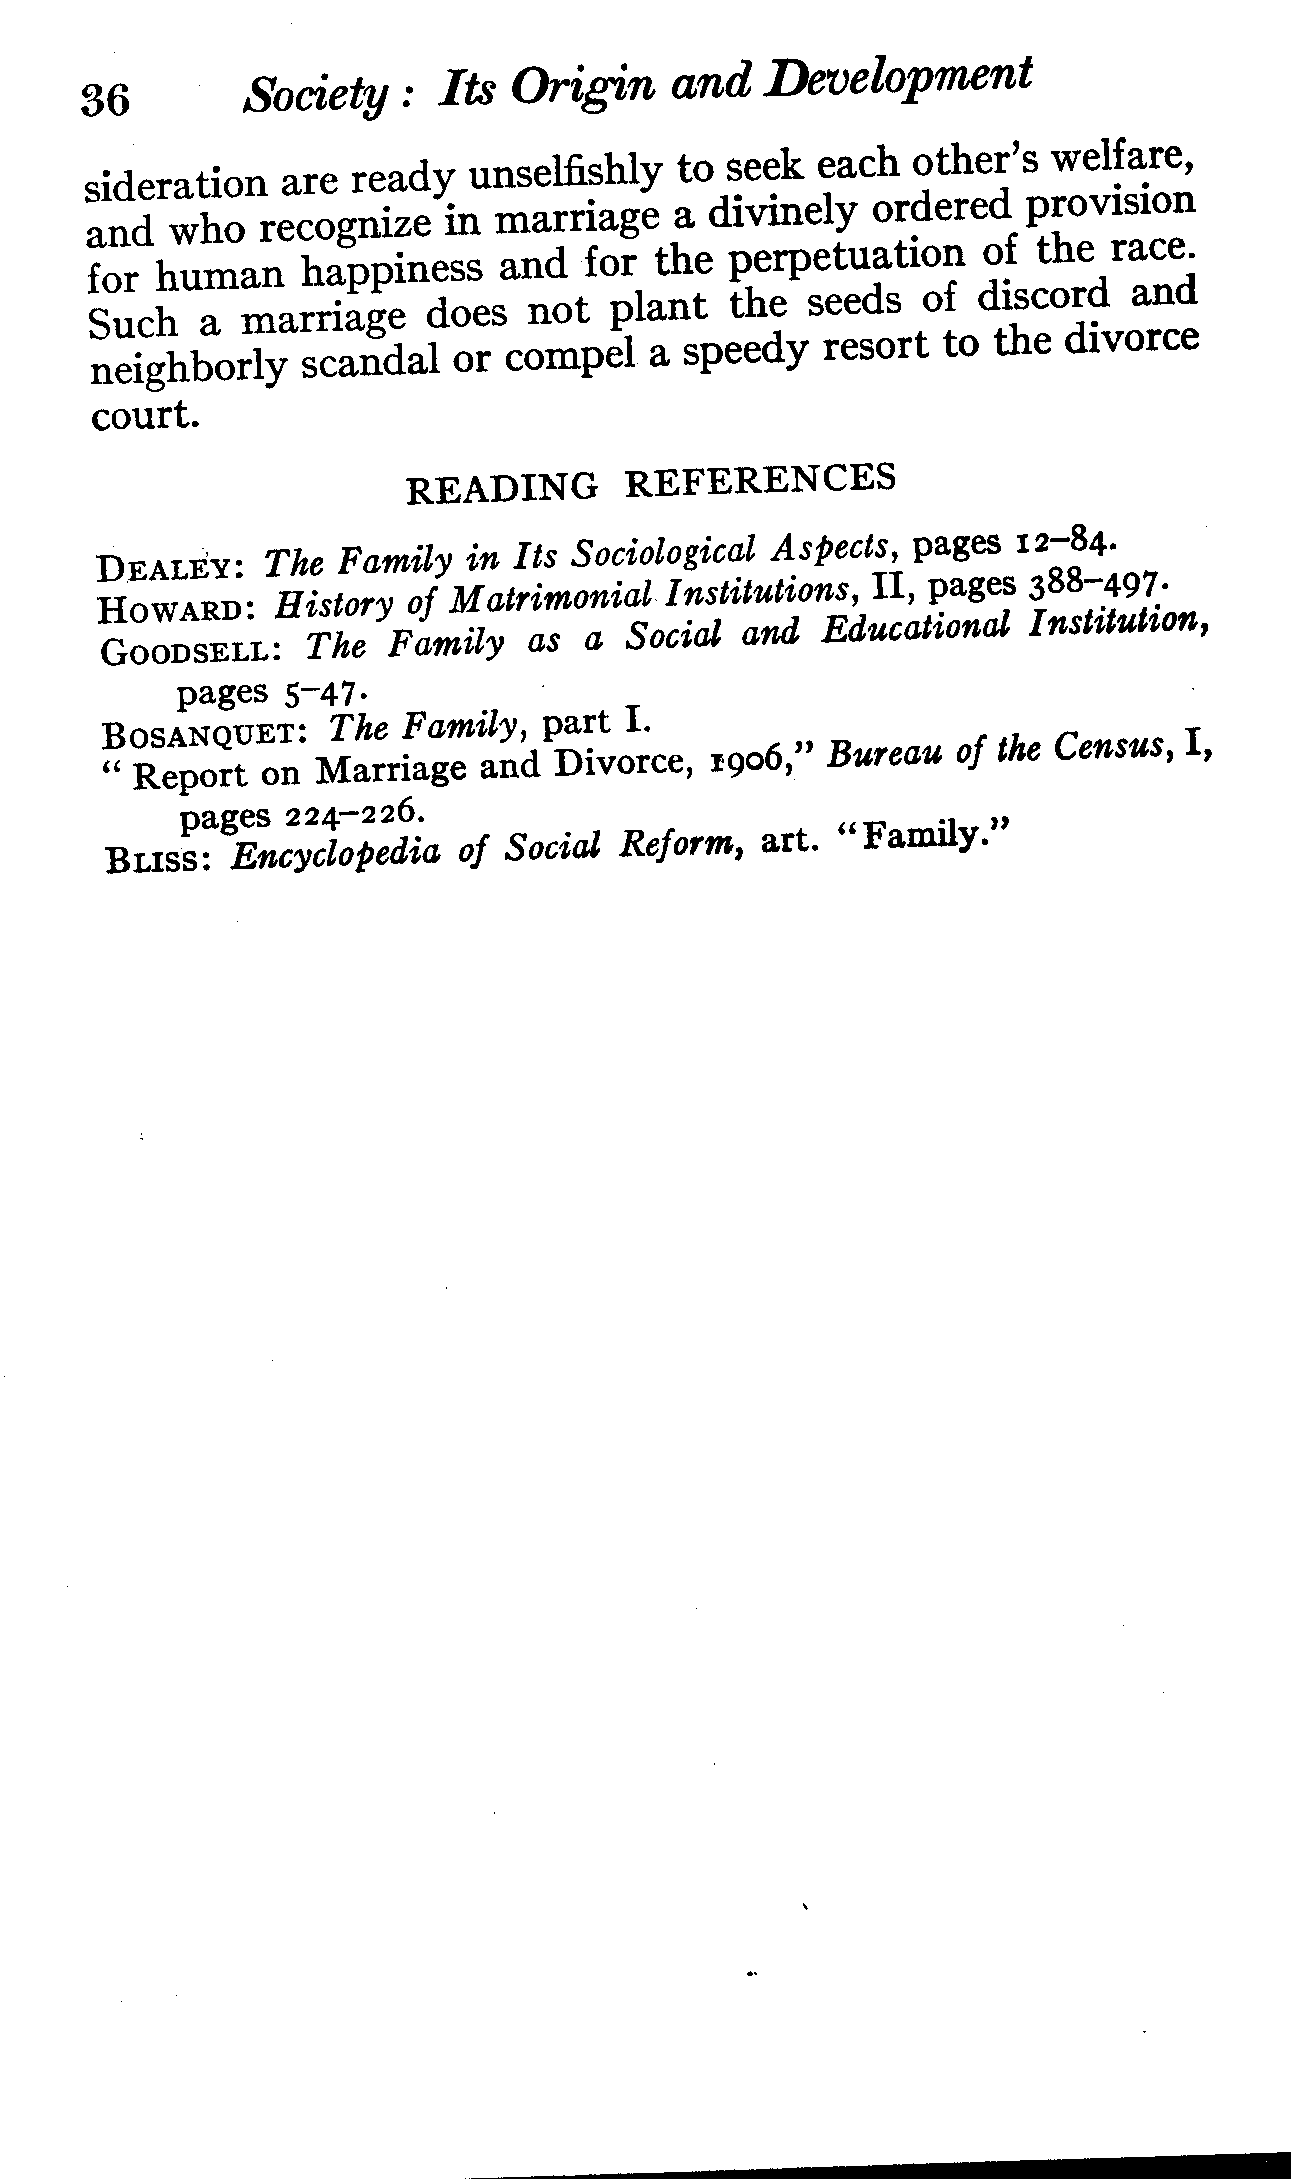 36 Society : Its Origin and Development
sideration are ready unselfishly to seek each other's welfare,
and who recognize in marriage a divinely ordered provision
for human happiness and for the perpetuation of the race.
Such a marriage does not plant the seeds of discord and
neighborly scandal or compel a speedy resort to the divorce
court.
READING REFERENCES
DEALEY: The Family in Its Sociological Aspects, pages 12–84.
HOWARD: History of Matrimonial Institutions, II, pages 388–497.
GOODSELL: The Family as a Social and Educational Institution,
pages 5–47.
BOSANQUET: The Family, part I.
“ Report on Marriage and Divorce, 1906,” Bureau of the Census, I,
pages 224–226.
BLISS: Encyclopedia of Social Reform, art. “Family.”